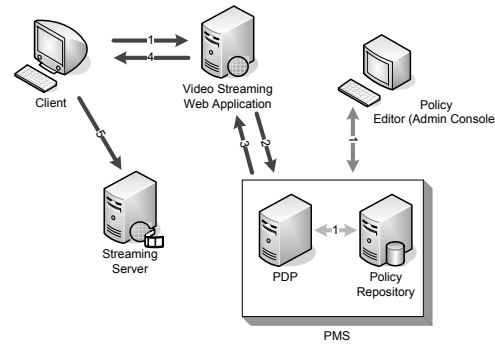 1
4
Client
Video Streaming
Web Application
Policy
Editor (Admin Console
5
3
2
1
Streaming
Server
PDP
1
Policy
Repository
PMS